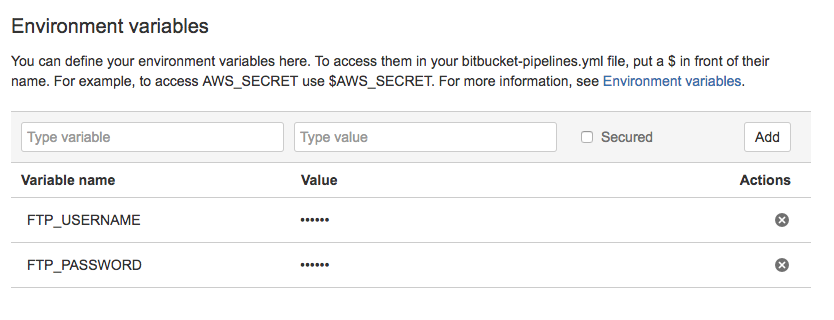 Environment variables
You can define your environment variables here. To access them in your bitbucket-pipelines.yml file, put a $ in front of their
name. For example, to access AWS_SECRET use $AWS_SECRET. For more information, see Environment variables.
Type variable Type value Secured Add
Variable name Value Actions
FTP_USERNAME ••••••
FTP_PASSWORD ••••••